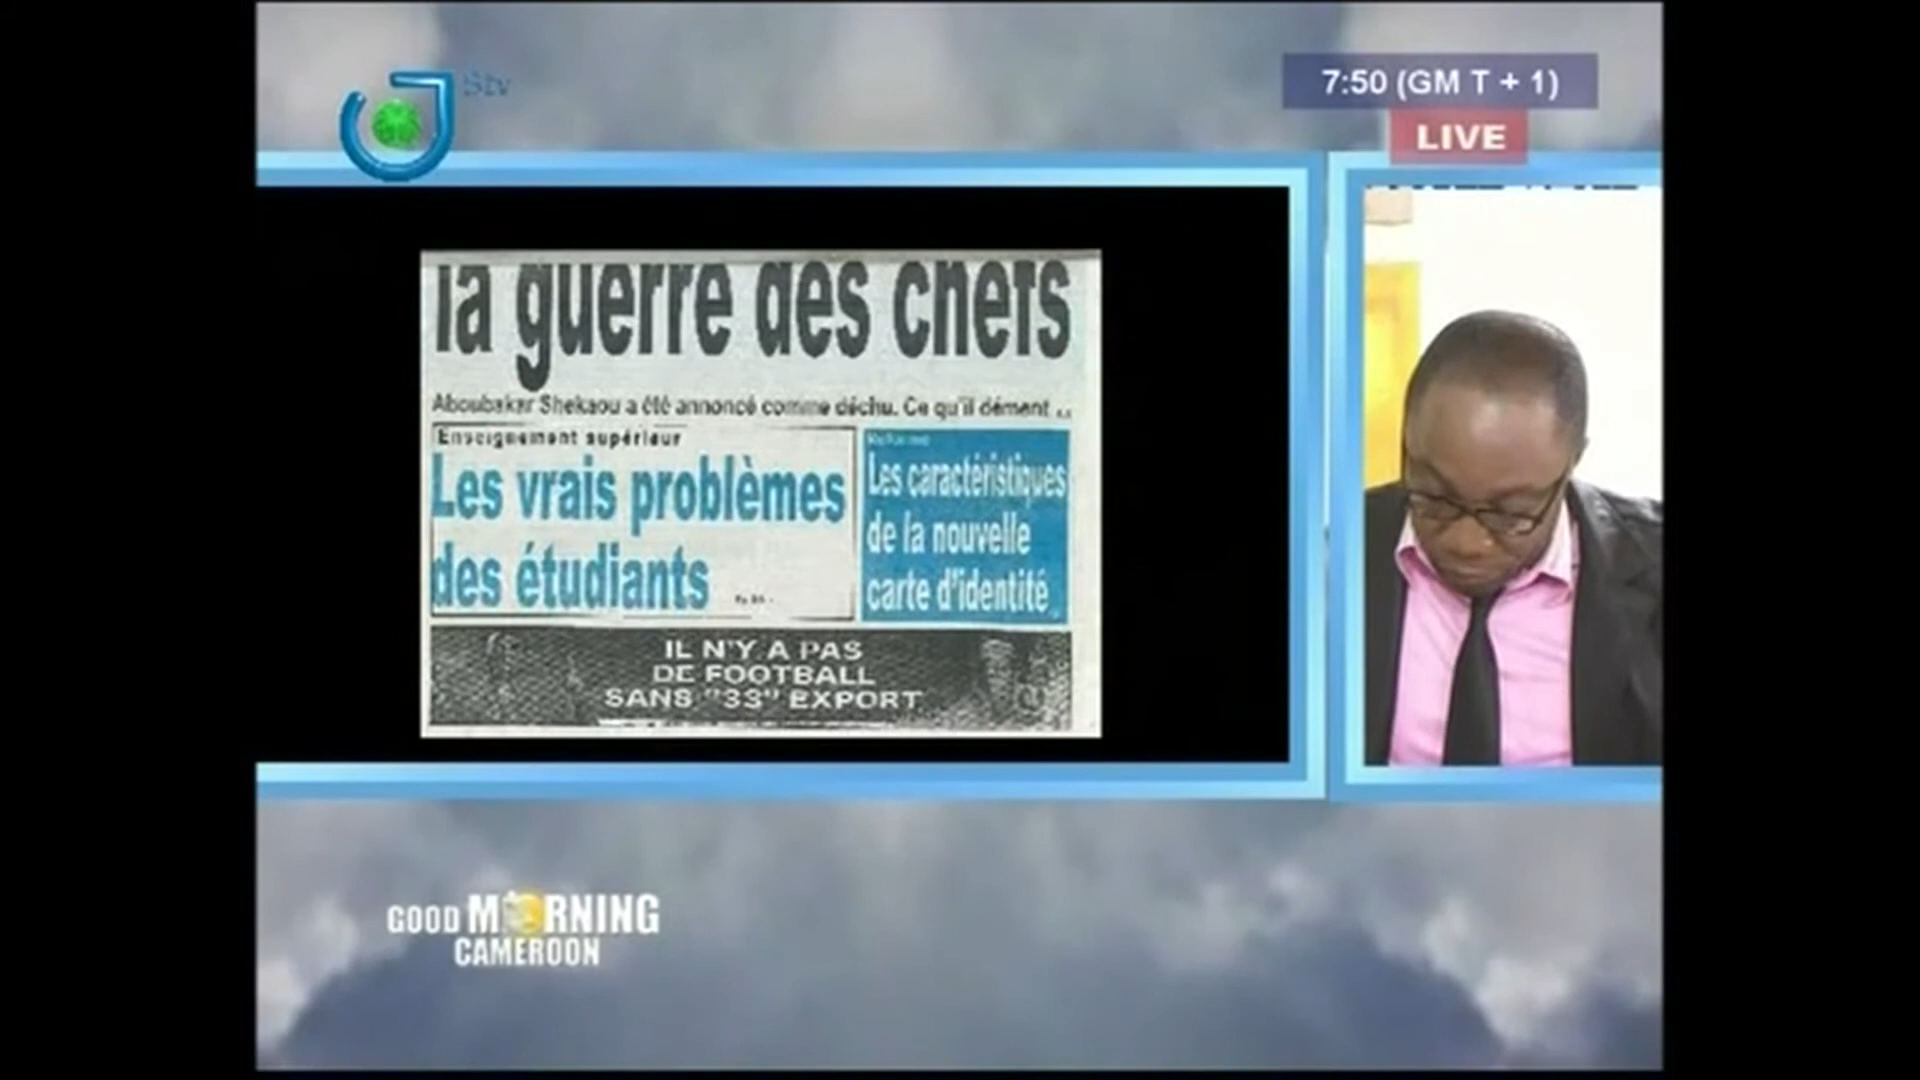 Stv
7:50 (GM T + 1)
LIVE
la guerre des chefs
Aboubakar Shekaou a été annoncé comme déchu. Ce qu'il dément ..
Enseignement supérieur
Les vrais problèmes
des étudiants
Les caractéristiques
de la nouvelle
carte d'identité
IL N'Y A PAS
DE FOOTBALL
SANS "33" EXPORT
GOOD MORNING
CAMEROON